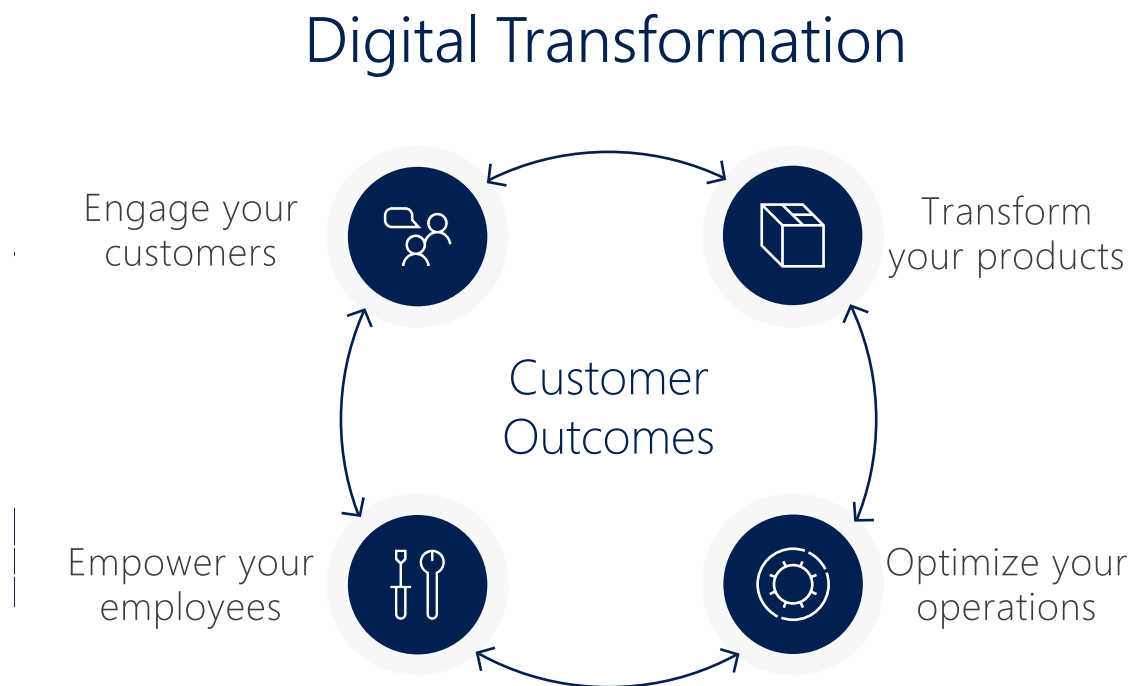 Digital Transformation
Engage your
customers
Transform
your products
Customer
Outcomes
Empower your
employees
Optimize your
operations